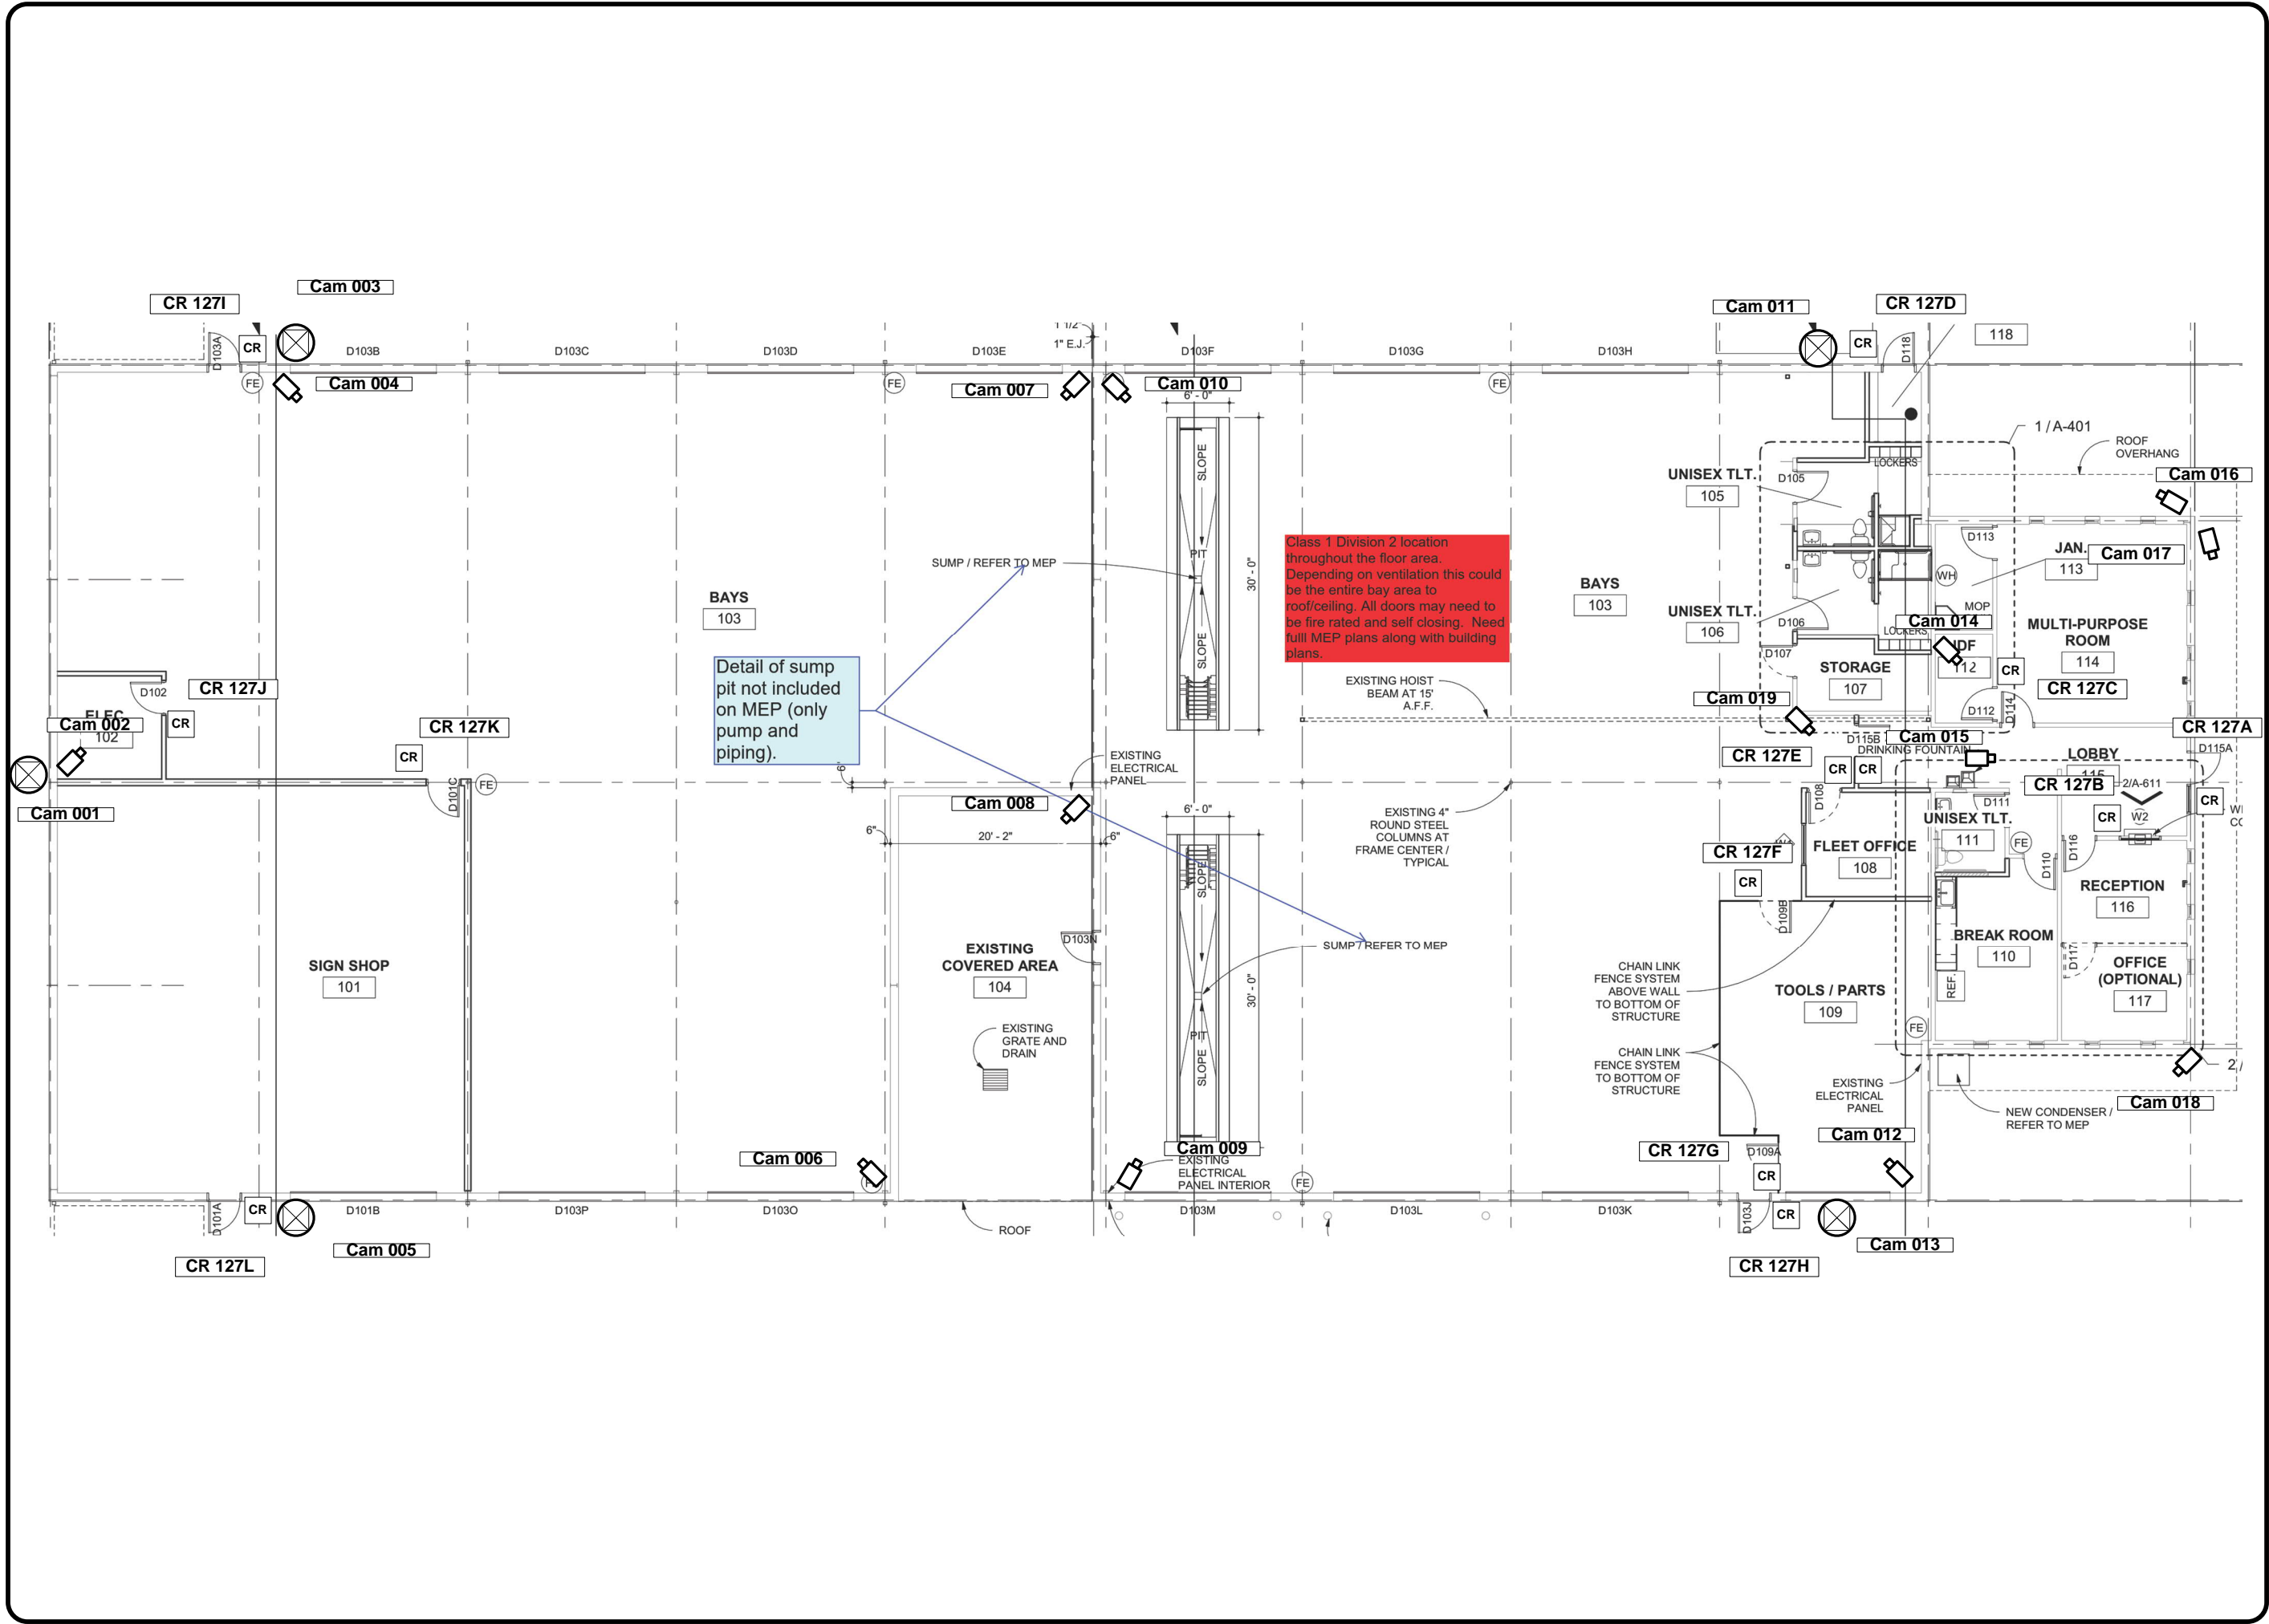 Cam 003
CR 127I
Cam 011
CR 127D
118
1 1/2"
1" E.J.
D103A
CR
D103B
D103C
D103D
D103E
D103F
D103G
D103H
CR
D118
FE
Cam 004
FE
Cam 007
Cam 010
FE
6' - 0"
1 / A-401
ROOF
OVERHANG
SLOPE
LOCKERS
UNISEX TLT.
105
D105
Cam 016
PIT
30' - 0"
SUMP / REFER TO MEP
Class 1 Division 2 location
throughout the floor area.
Depending on ventilation this could
be the entire bay area to
roof/ceiling. All doors may need to
be fire rated and self closing. Need
fulll MEP plans along with building
plans.
D113
JAN.
113
Cam 017
WH
BAYS
103
BAYS
103
MOP
UNISEX TLT.
106
D106
Cam 014
LOCKERS
MULTI-PURPOSE
ROOM
114
SLOPE
D107
STORAGE
107
IDF
112
CR
CR 127C
Detail of sump
pit not included
on MEP (only
pump and
piping).
EXISTING HOIST
BEAM AT 15'
A.F.F.
D102
CR 127J
ELEC
102
Cam 002
CR
CR 127K
CR
Cam 019
D112
D114
CR 127A
D115B
Cam 015
DRINKING FOUNTAIN
LOBBY
115
D115A
CR 127E
CR
CR
EXISTING
ELECTRICAL
PANEL
6"
D101C
FE
Cam 001
Cam 008
CR 127B
2/A-611
CR
D108
D111
CR
W2
6' - 0"
6"
20' - 2"
6"
EXISTING 4"
ROUND STEEL
COLUMNS AT
FRAME CENTER /
TYPICAL
UNISEX TLT.
111
FE
CR 127F
FLEET OFFICE
108
D110
D116
SLOPE
CR
RECEPTION
116
D109B
D103N
SUMP / REFER TO MEP
BREAK ROOM
110
D117
EXISTING
COVERED AREA
104
SIGN SHOP
101
CHAIN LINK
FENCE SYSTEM
ABOVE WALL
TO BOTTOM OF
STRUCTURE
REF.
OFFICE
(OPTIONAL)
117
30' - 0"
TOOLS / PARTS
109
EXISTING
GRATE AND
DRAIN
PIT
FE
SLOPE
CHAIN LINK
FENCE SYSTEM
TO BOTTOM OF
STRUCTURE
EXISTING
ELECTRICAL
PANEL
2 /
Cam 018
NEW CONDENSER /
REFER TO MEP
Cam 012
Cam 009
EXISTING
ELECTRICAL
PANEL INTERIOR
CR 127G
D109A
Cam 006
CR
FE
D101A
CR
D101B
D103P
D103O
D103M
D103L
D103K
D103J
CR
ROOF
Cam 005
Cam 013
CR 127L
CR 127H